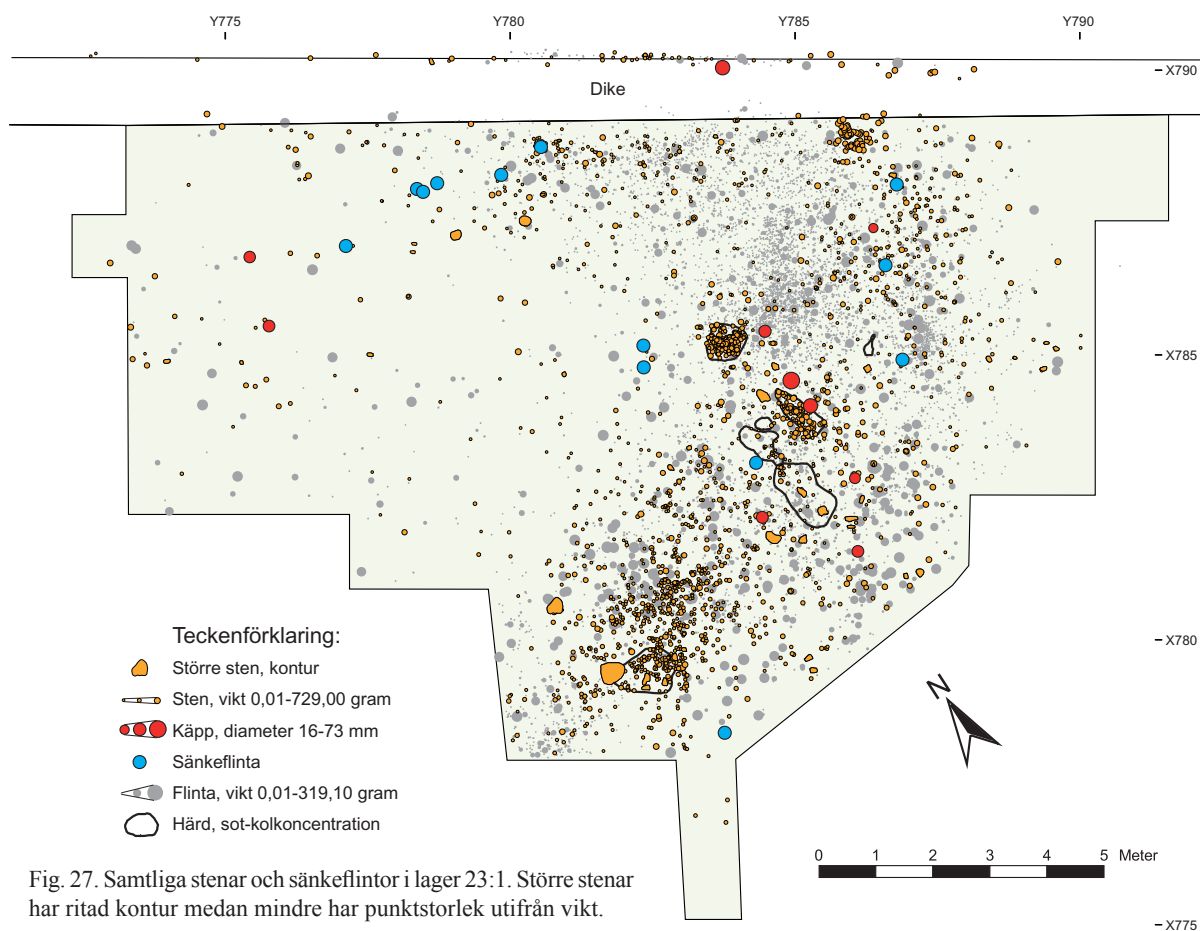 Y775 Y780 Y785 Y790
X790
Dike
X785
X780
N
Teckenförklaring:
Större sten, kontur
Sten, vikt 0,01-729,00 gram
Käpp, diameter 16-73 mm
Sänkeflinta
Flinta, vikt 0,01-319,10 gram
Härd, sot-kolkoncentration
0 1 2 3 4 5 Meter
Fig. 27. Samtliga stenar och sänkeflintor i lager 23:1. Större stenar
har ritad kontur medan mindre har punktstorlek utifrån vikt.
X775